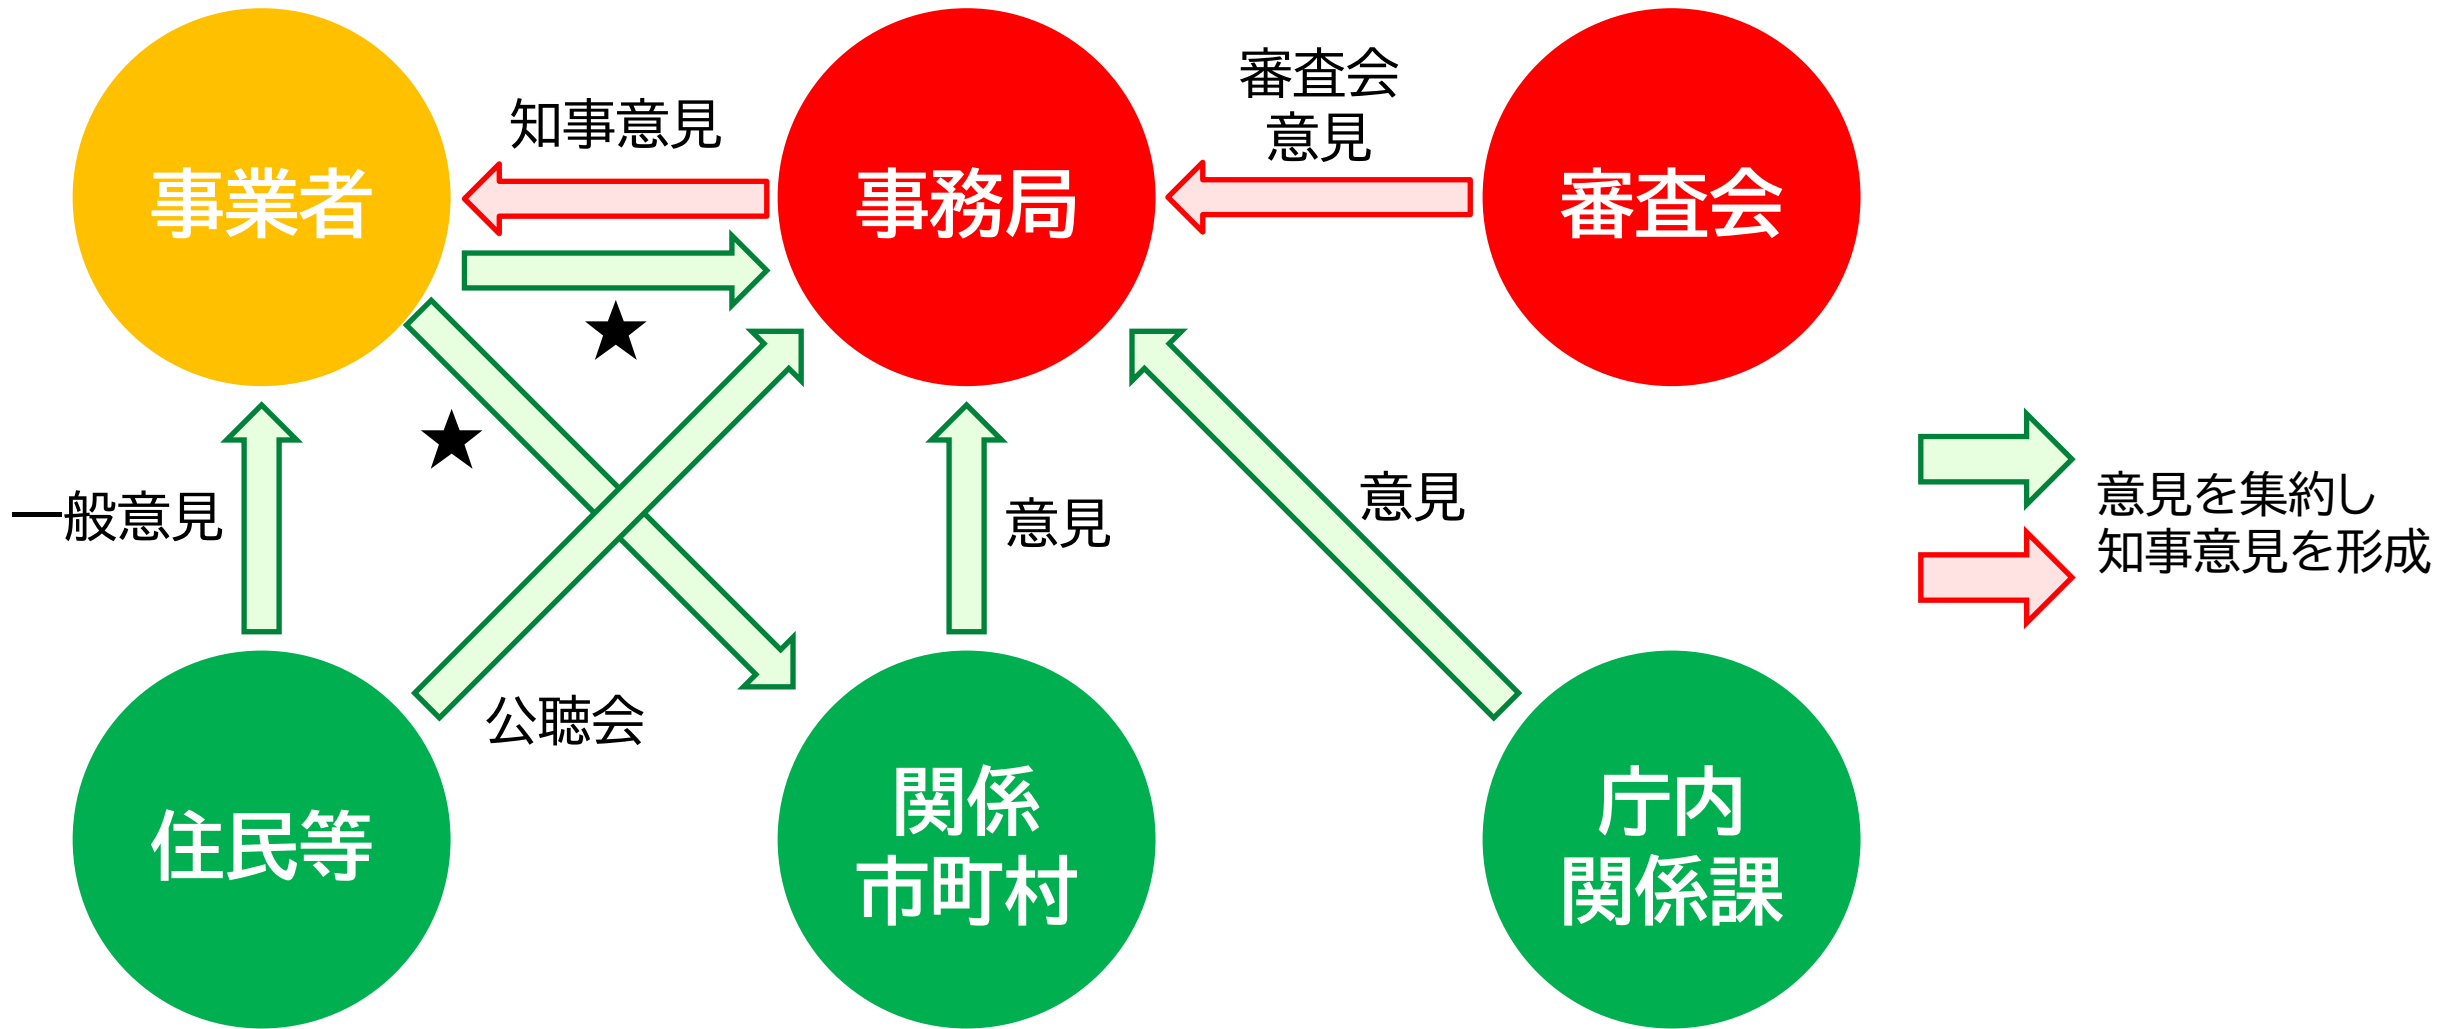 事業者
知事意見
事務局
審査会
意見
審査会
★
★
一般意見
意見
意見
意見を集約し
知事意見を形成
公聴会
住民等
関係
市町村
庁内
関係課